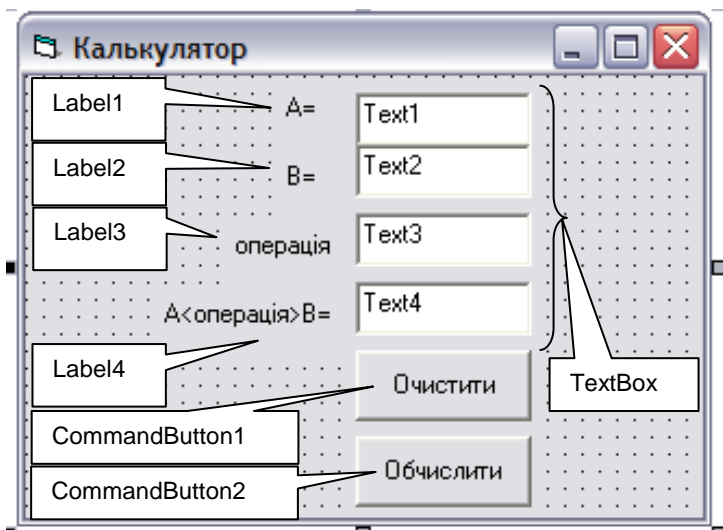 Калькулятор
Label1
A=
Text1
Label2
B=
Text2
Label3
операція
Text3
A<операція>B=
Text4
Label4
Очистити
TextBox
CommandButton1
Обчислити
CommandButton2